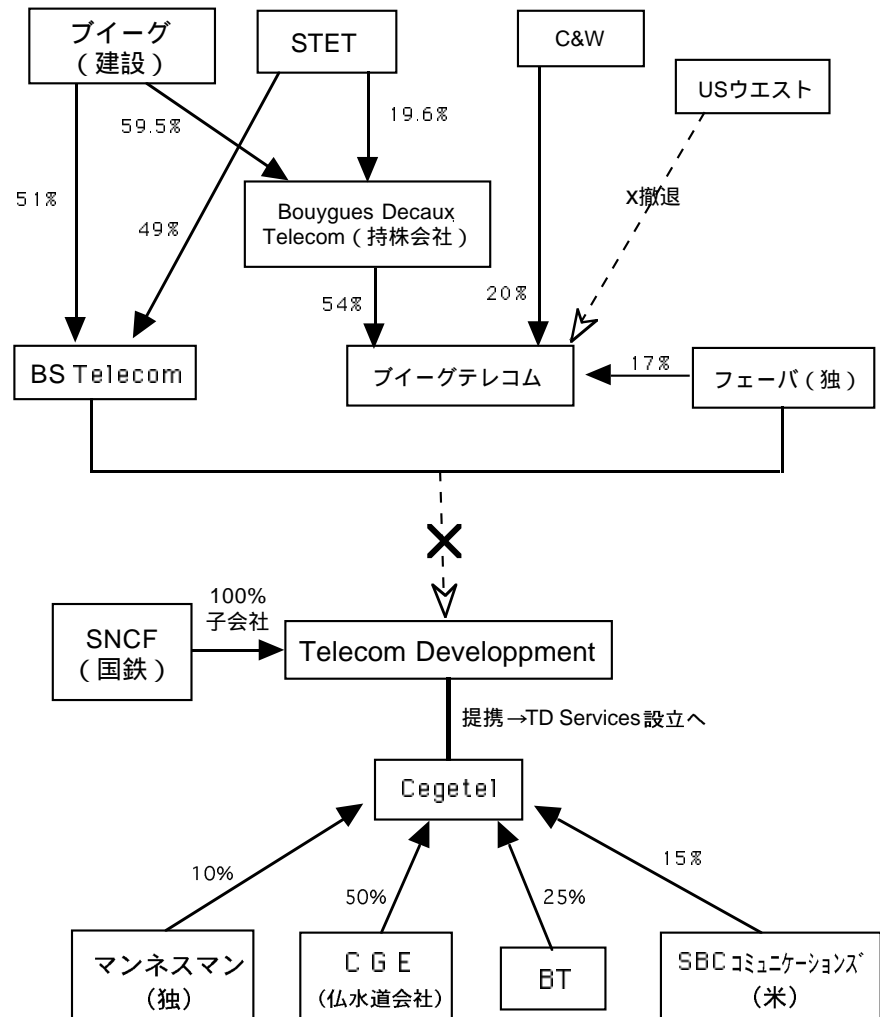 ブイーグ
（建設）
STET
C&W
USウエスト
59.5%
19.6%
51%
49%
x撤退
Bouygues Decaux
Telecom（持株会社）
54%
20%
BS Telecom
ブイーグテレコム
17%
フェーバ（独）
100%
子会社
SNCF
（国鉄）
Telecom Developpment
提携→TD Services設立へ
Cegetel
10%
50%
25%
15%
マンネスマン
（独）
CGE
（仏水道会社）
BT
SBCｺﾐｭﾆｹｰｼｮﾝｽﾞ
（米）